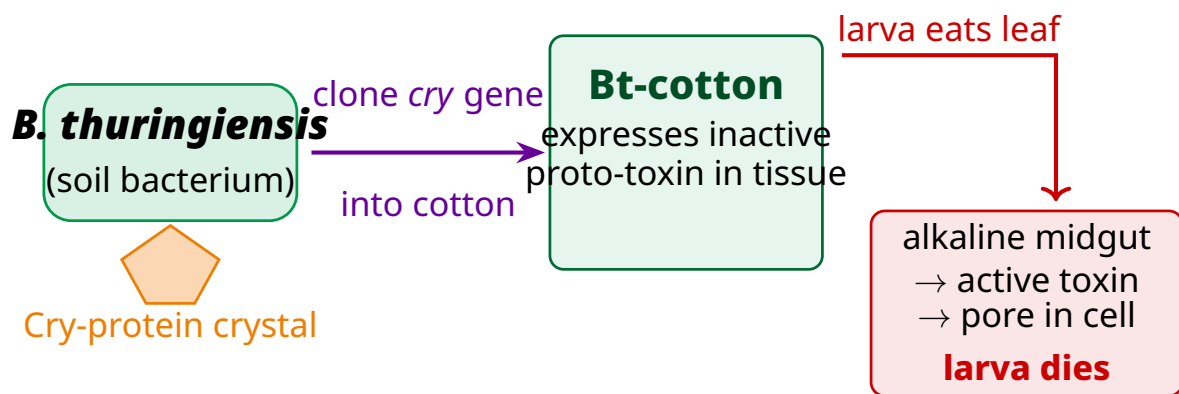 B. thuringiensis
(soil bacterium)
Cry-protein crystal
clone cry gene
into cotton
Bt-cotton
expresses inactive
proto-toxin in tissue
larva eats leaf
alkaline midgut
→ active toxin
→ pore in cell
larva dies